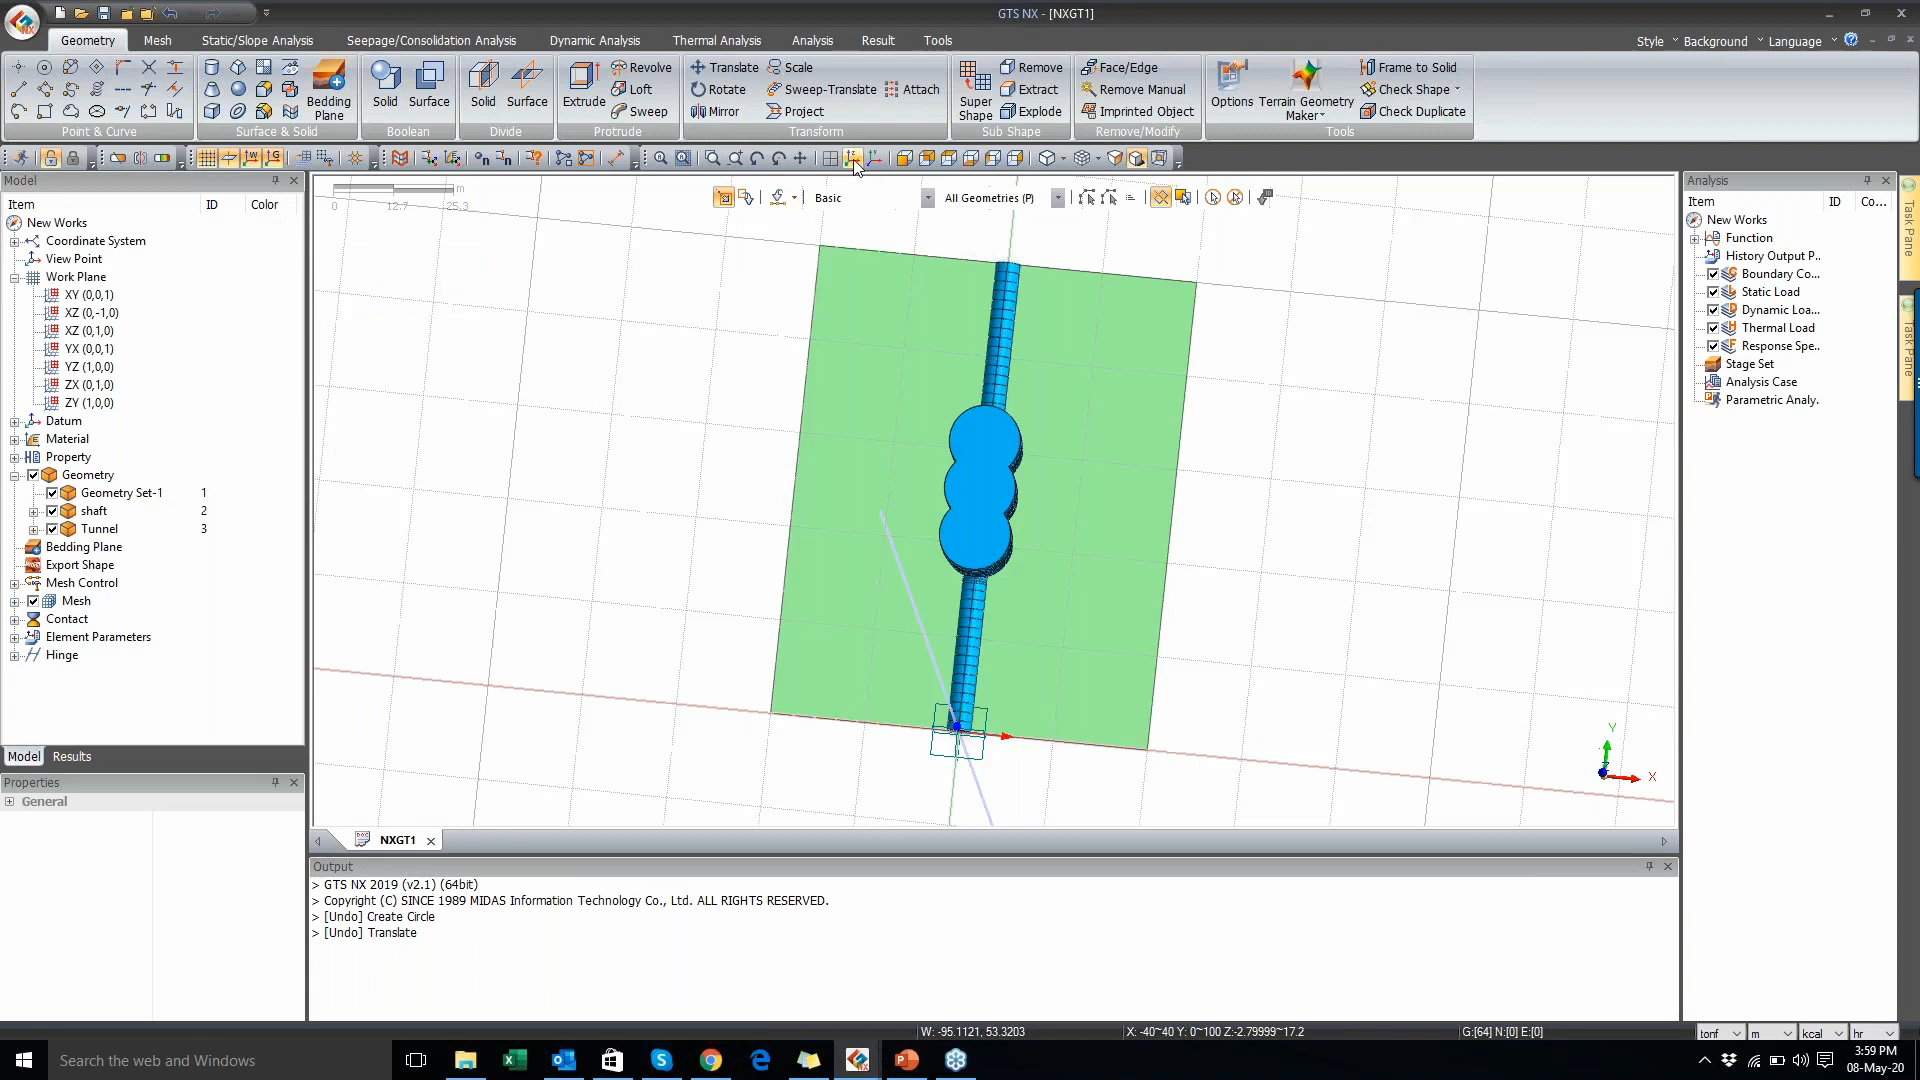 GTS NX - [NXGT1]
Geometry Mesh Static/Slope Analysis Seepage/Consolidation Analysis Dynamic Analysis Thermal Analysis Analysis Result Tools
Style Background Language
Point & Curve
Bedding Plane
Surface & Solid
Solid Surface
Boolean
Solid Surface
Divide
Extrude Revolve Loft Sweep
Protrude
Translate Scale
Rotate Sweep-Translate Attach
Mirror Project
Transform
Super Shape Remove Extract Explode
Sub Shape
Face/Edge
Remove Manual
Imprinted Object
Remove/Modify
Options Terrain Geometry Maker
Frame to Solid
Check Shape
Check Duplicate
Tools
Model
Item ID Color
New Works
Coordinate System
View Point
Work Plane
XY (0,0,1)
XZ (0,-1,0)
XZ (0,1,0)
YX (0,0,1)
YZ (1,0,0)
ZX (0,1,0)
ZY (1,0,0)
Datum
Material
Property
Geometry
Geometry Set-1 1
shaft 2
Tunnel 3
Bedding Plane
Export Shape
Mesh Control
Mesh
Contact
Element Parameters
Hinge
Model Results
Properties
General
m
0 12.7 25.3
Basic
All Geometries (P)
Y
Z
X
NXGT1
Output
> GTS NX 2019 (v2.1) (64bit)
> Copyright (C) SINCE 1989 MIDAS Information Technology Co., Ltd. ALL RIGHTS RESERVED.
> [Undo] Create Circle
> [Undo] Translate
Analysis
Item ID Co...
New Works
Function
History Output P..
Boundary Co...
Static Load
Dynamic Loa...
Thermal Load
Response Spe..
Stage Set
Analysis Case
Parametric Analy.
Task Pane
Task Pane
W: -95.1121, 53.3203
X: -40~40 Y: 0~100 Z:-2.79999~17.2
G:[64] N:[0] E:[0]
tonf m kcal hr
Search the web and Windows
3:59 PM
08-May-20